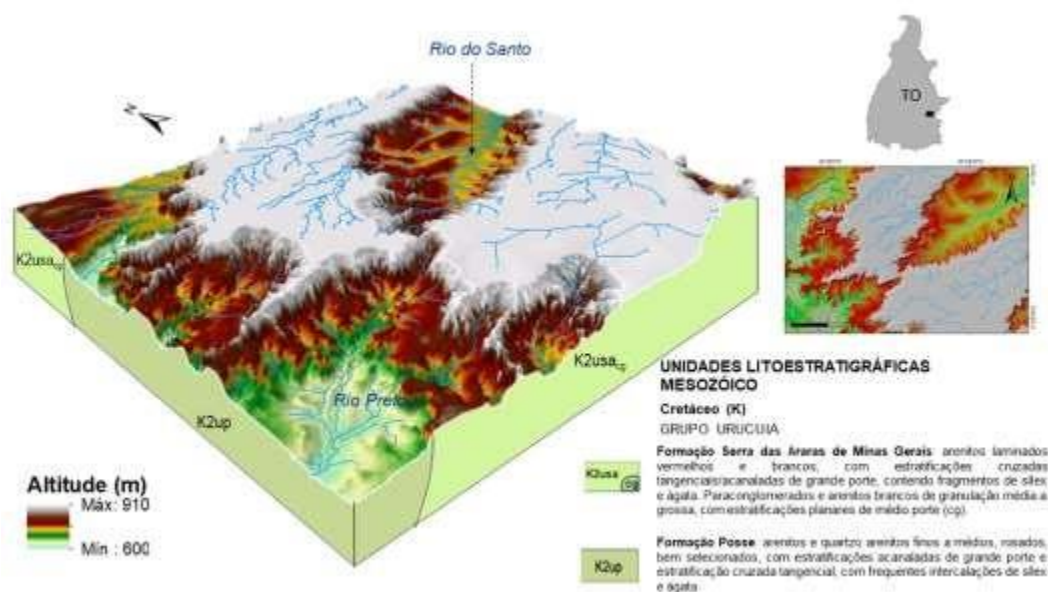 Rio do Santo
N
TO
K2usa cg
K2up
Rio Preto
K2usa cg
Altitude (m)
Máx: 910
Mín : 600
UNIDADES LITOESTRATIGRÁFICAS
MESOZÓICO
Cretáceo (K)
GRUPO URUCUIA
K2usa cg
Formação Serra das Araras de Minas Gerais: arenitos laminados
vermelhos e brancos, com estratificações cruzadas
tangenciais/acanaladas de grande porte, contendo fragmentos de sílex
e ágata. Paraconglomerados e arenitos brancos de granulação média a
grossa, com estratificações planares de médio porte (cg).
K2up
Formação Posse: arenitos e quartzo arenitos finos a médios, rosados,
bem selecionados, com estratificações acanaladas de grande porte e
estratificação cruzada tangencial, com frequentes intercalações de sílex
e ágata